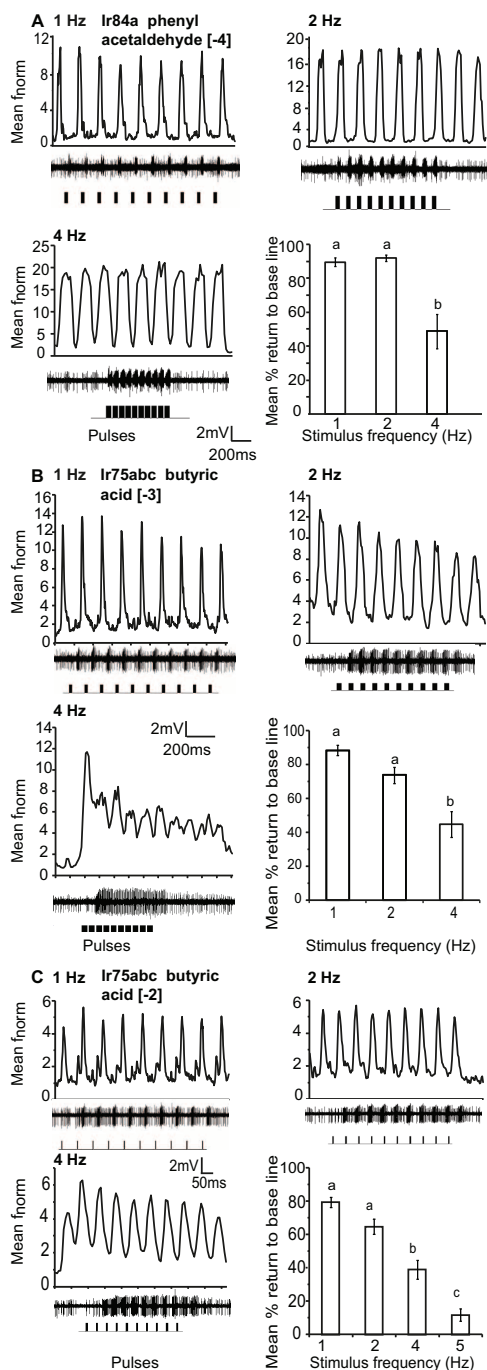 A 1 Hz Ir84a phenyl acetaldehyde [-4]
Mean fnorm
12
8
4
0
2 Hz
20
16
12
8
4
0
4 Hz
Mean fnorm
25
20
15
10
5
0
Pulses
2mV
200ms
Mean % return to base line
100
80
60
40
20
0
a
a
b
1 2 4
Stimulus frequency (Hz)
B 1 Hz Ir75abc butyric acid [-3]
Mean fnorm
16
14
12
10
8
6
4
2
0
2 Hz
14
12
10
8
6
4
2
0
4 Hz
2mV
200ms
Mean fnorm
14
12
10
8
6
4
2
0
Pulses
Mean % return to base line
100
80
60
40
20
0
a
a
b
1 2 4
Stimulus frequency (Hz)
C 1 Hz Ir75abc butyric acid [-2]
Mean fnorm
6
4
2
0
2 Hz
6
4
2
0
4 Hz
2mV
50ms
Mean fnorm
6
4
2
0
Pulses
Mean % return to base line
100
80
60
40
20
0
a
a
b
c
1 2 4 5
Stimulus frequency (Hz)